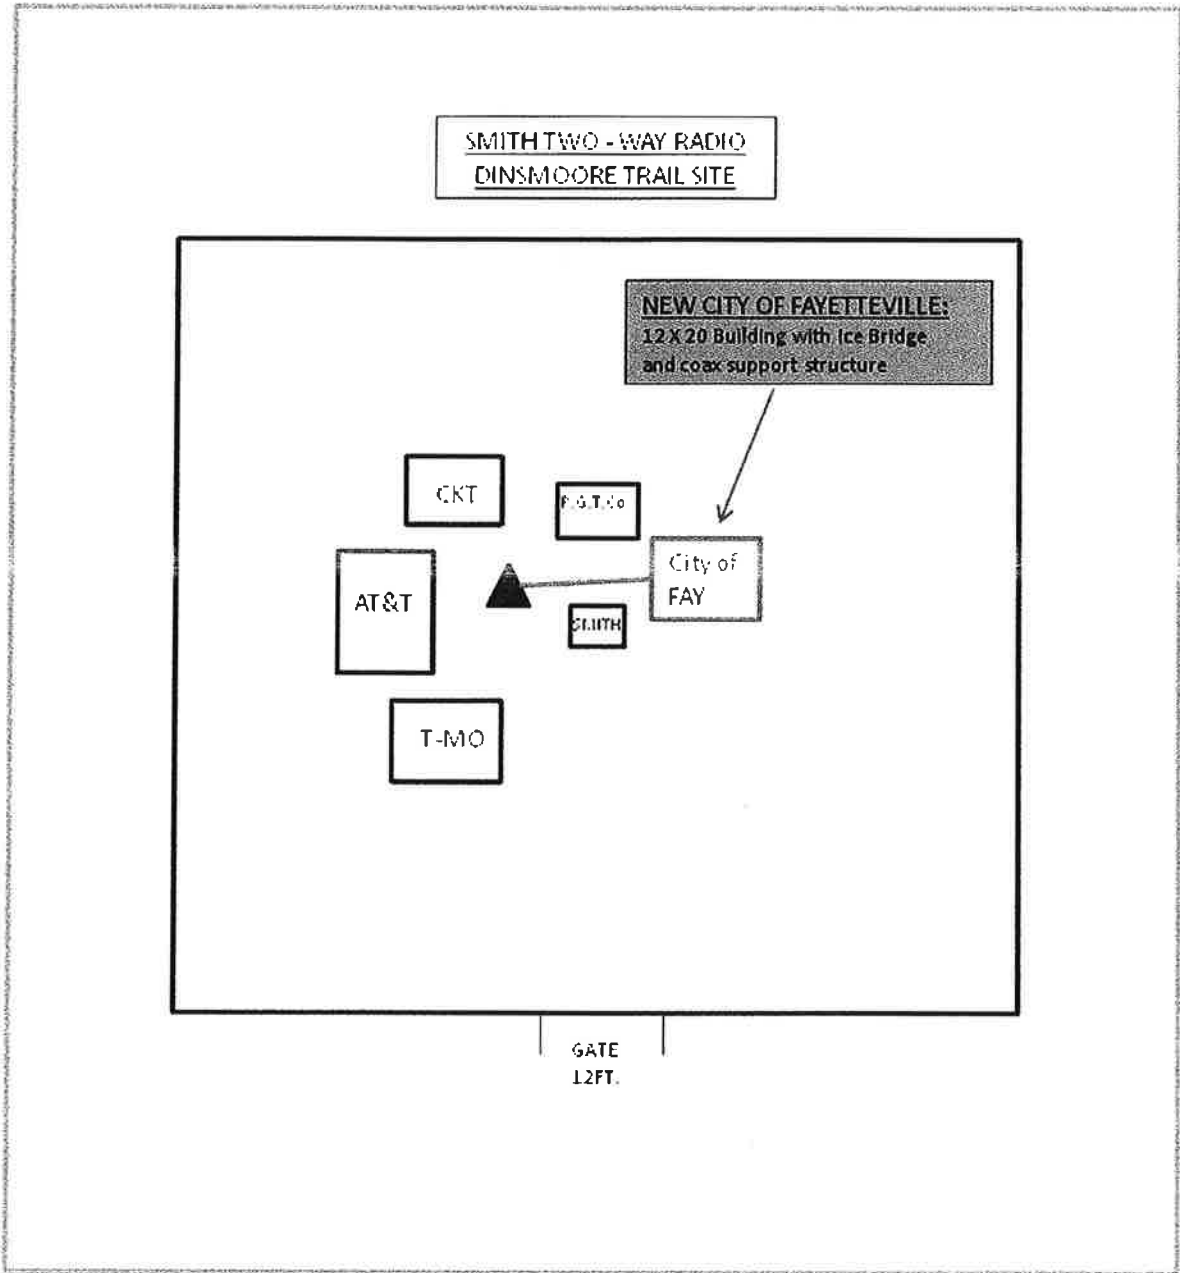 SMITH TWO - WAY RADIO
DINSMOORE TRAIL SITE
NEW CITY OF FAYETTEVILLE:
12 X 20 Building with Ice Bridge
and coax support structure
CKT
City of
FAY
AT&T
SMITH
T-MO
GATE
12FT.